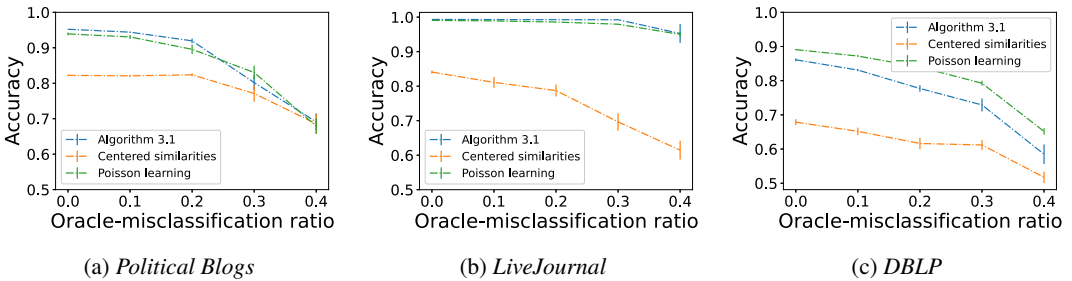 1.0
0.9
0.8
0.7
0.6
0.5
Accuracy
Algorithm 3.1
Centered similarities
Poisson learning
0.0 0.1 0.2 0.3 0.4
Oracle-misclassification ratio
(a) Political Blogs
1.0
0.9
0.8
0.7
0.6
0.5
Accuracy
Algorithm 3.1
Centered similarities
Poisson learning
0.0 0.1 0.2 0.3 0.4
Oracle-misclassification ratio
(b) LiveJournal
1.0
0.9
0.8
0.7
0.6
0.5
Accuracy
Algorithm 3.1
Centered similarities
Poisson learning
0.0 0.1 0.2 0.3 0.4
Oracle-misclassification ratio
(c) DBLP